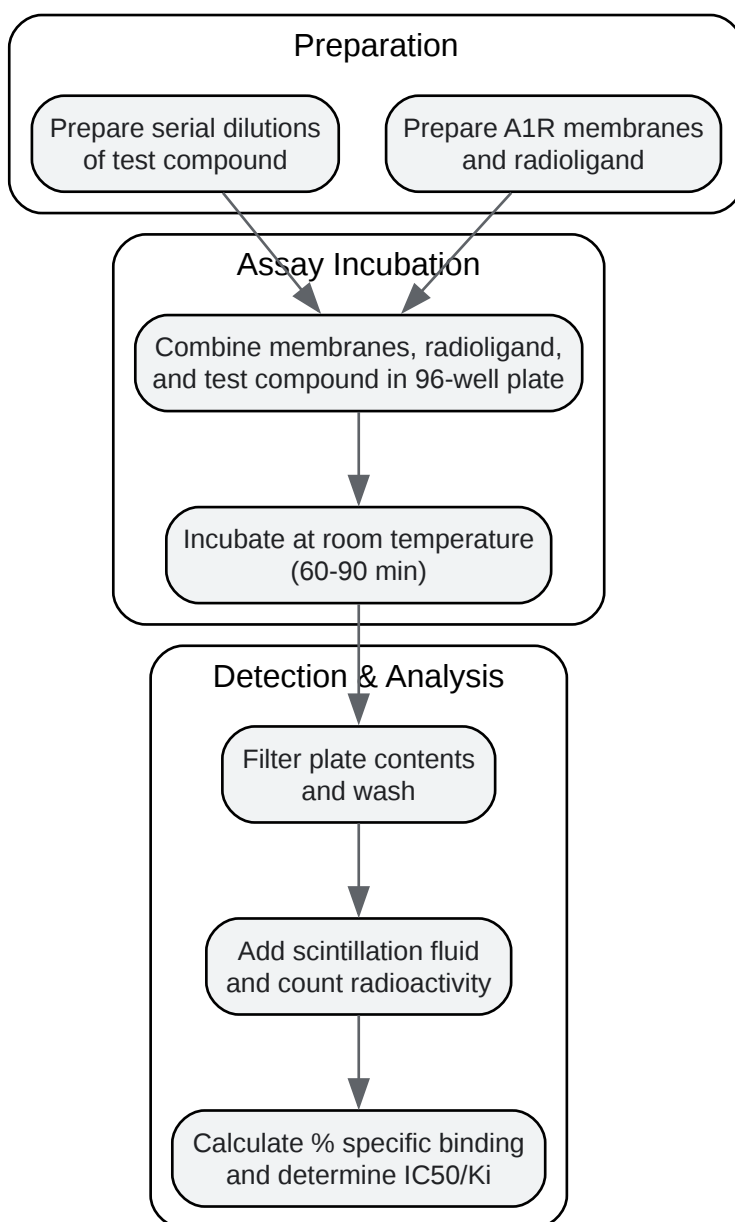 Preparation
Prepare serial dilutions
of test compound
Prepare A1R membranes
and radioligand
Assay Incubation
Combine membranes, radioligand,
and test compound in 96-well plate
Incubate at room temperature
(60-90 min)
Detection & Analysis
Filter plate contents
and wash
Add scintillation fluid
and count radioactivity
Calculate % specific binding
and determine IC50/Ki